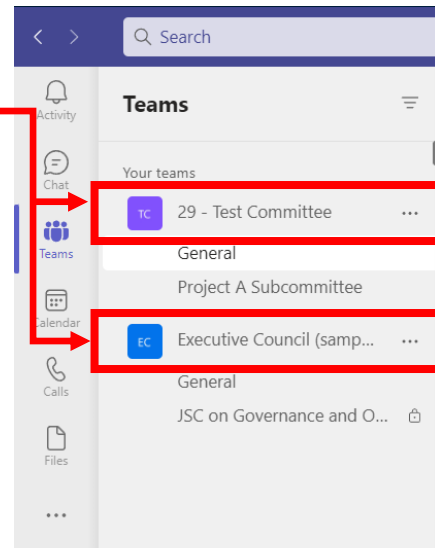 Search
Activity
Teams
Chat
Your teams
TC 29 - Test Committee ...
Teams
General
Project A Subcommittee
Calendar
EC Executive Council (samp... ...
Calls
General
JSC on Governance and O...
Files
...